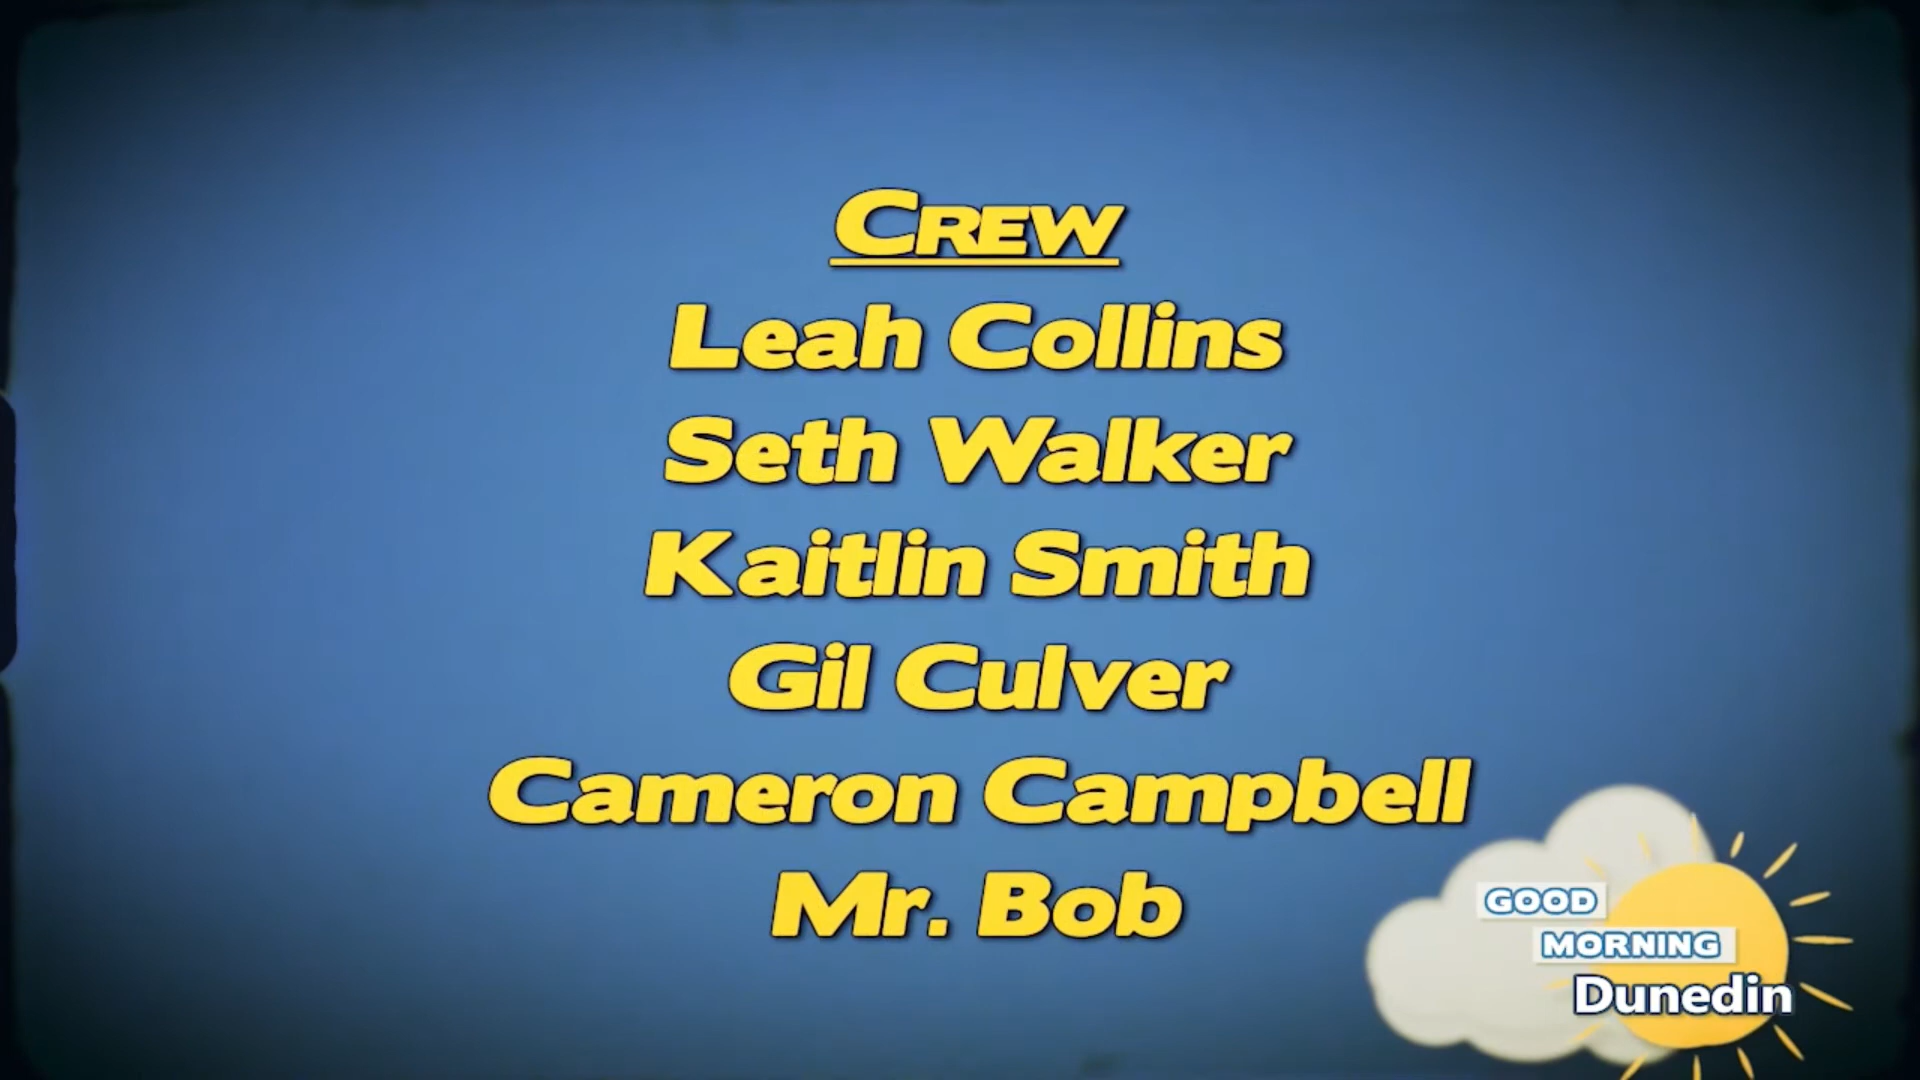 Crew
Leah Collins
Seth Walker
Kaitlin Smith
Gil Culver
Cameron Campbell
Mr. Bob
GOOD
MORNING
Dunedin